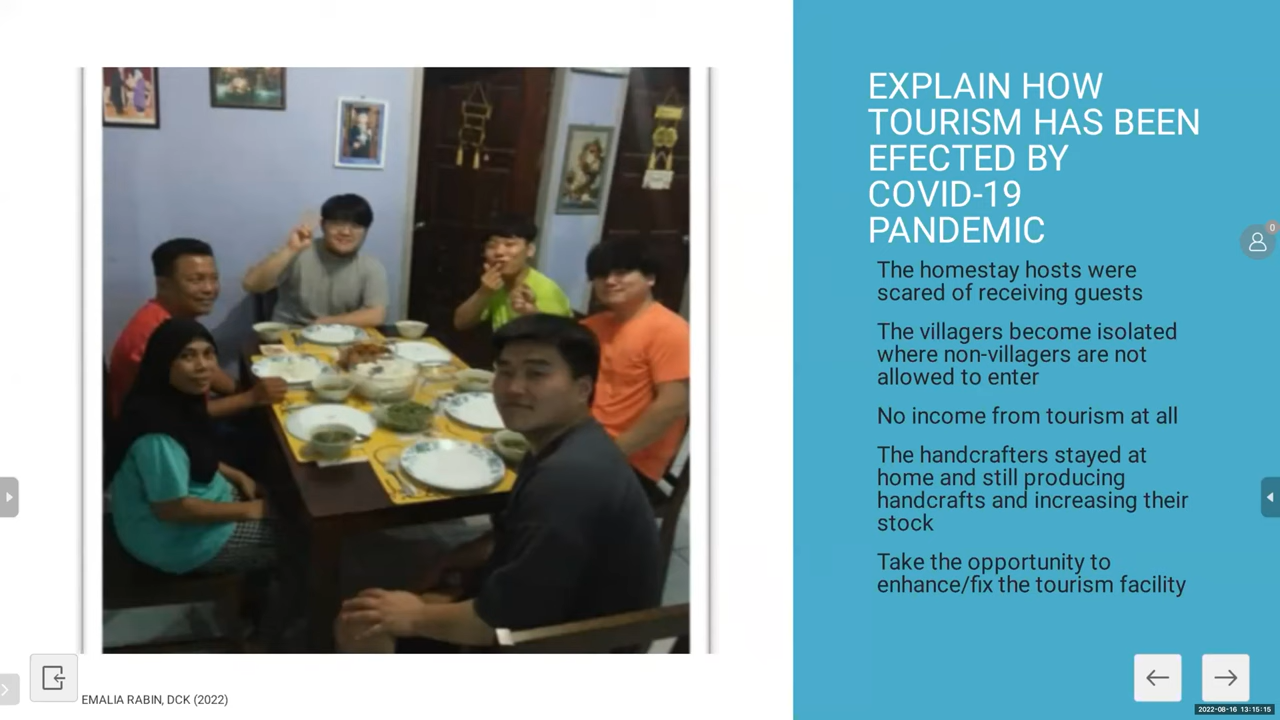 EXPLAIN HOW
TOURISM HAS BEEN
EFECTED BY
COVID-19
PANDEMIC
The homestay hosts were
scared of receiving guests
The villagers become isolated
where non-villagers are not
allowed to enter
No income from tourism at all
The handcrafters stayed at
home and still producing
handcrafts and increasing their
stock
Take the opportunity to
enhance/fix the tourism facility
0
EMALIA RABIN, DCK (2022)
2022-08-16 13:15:15